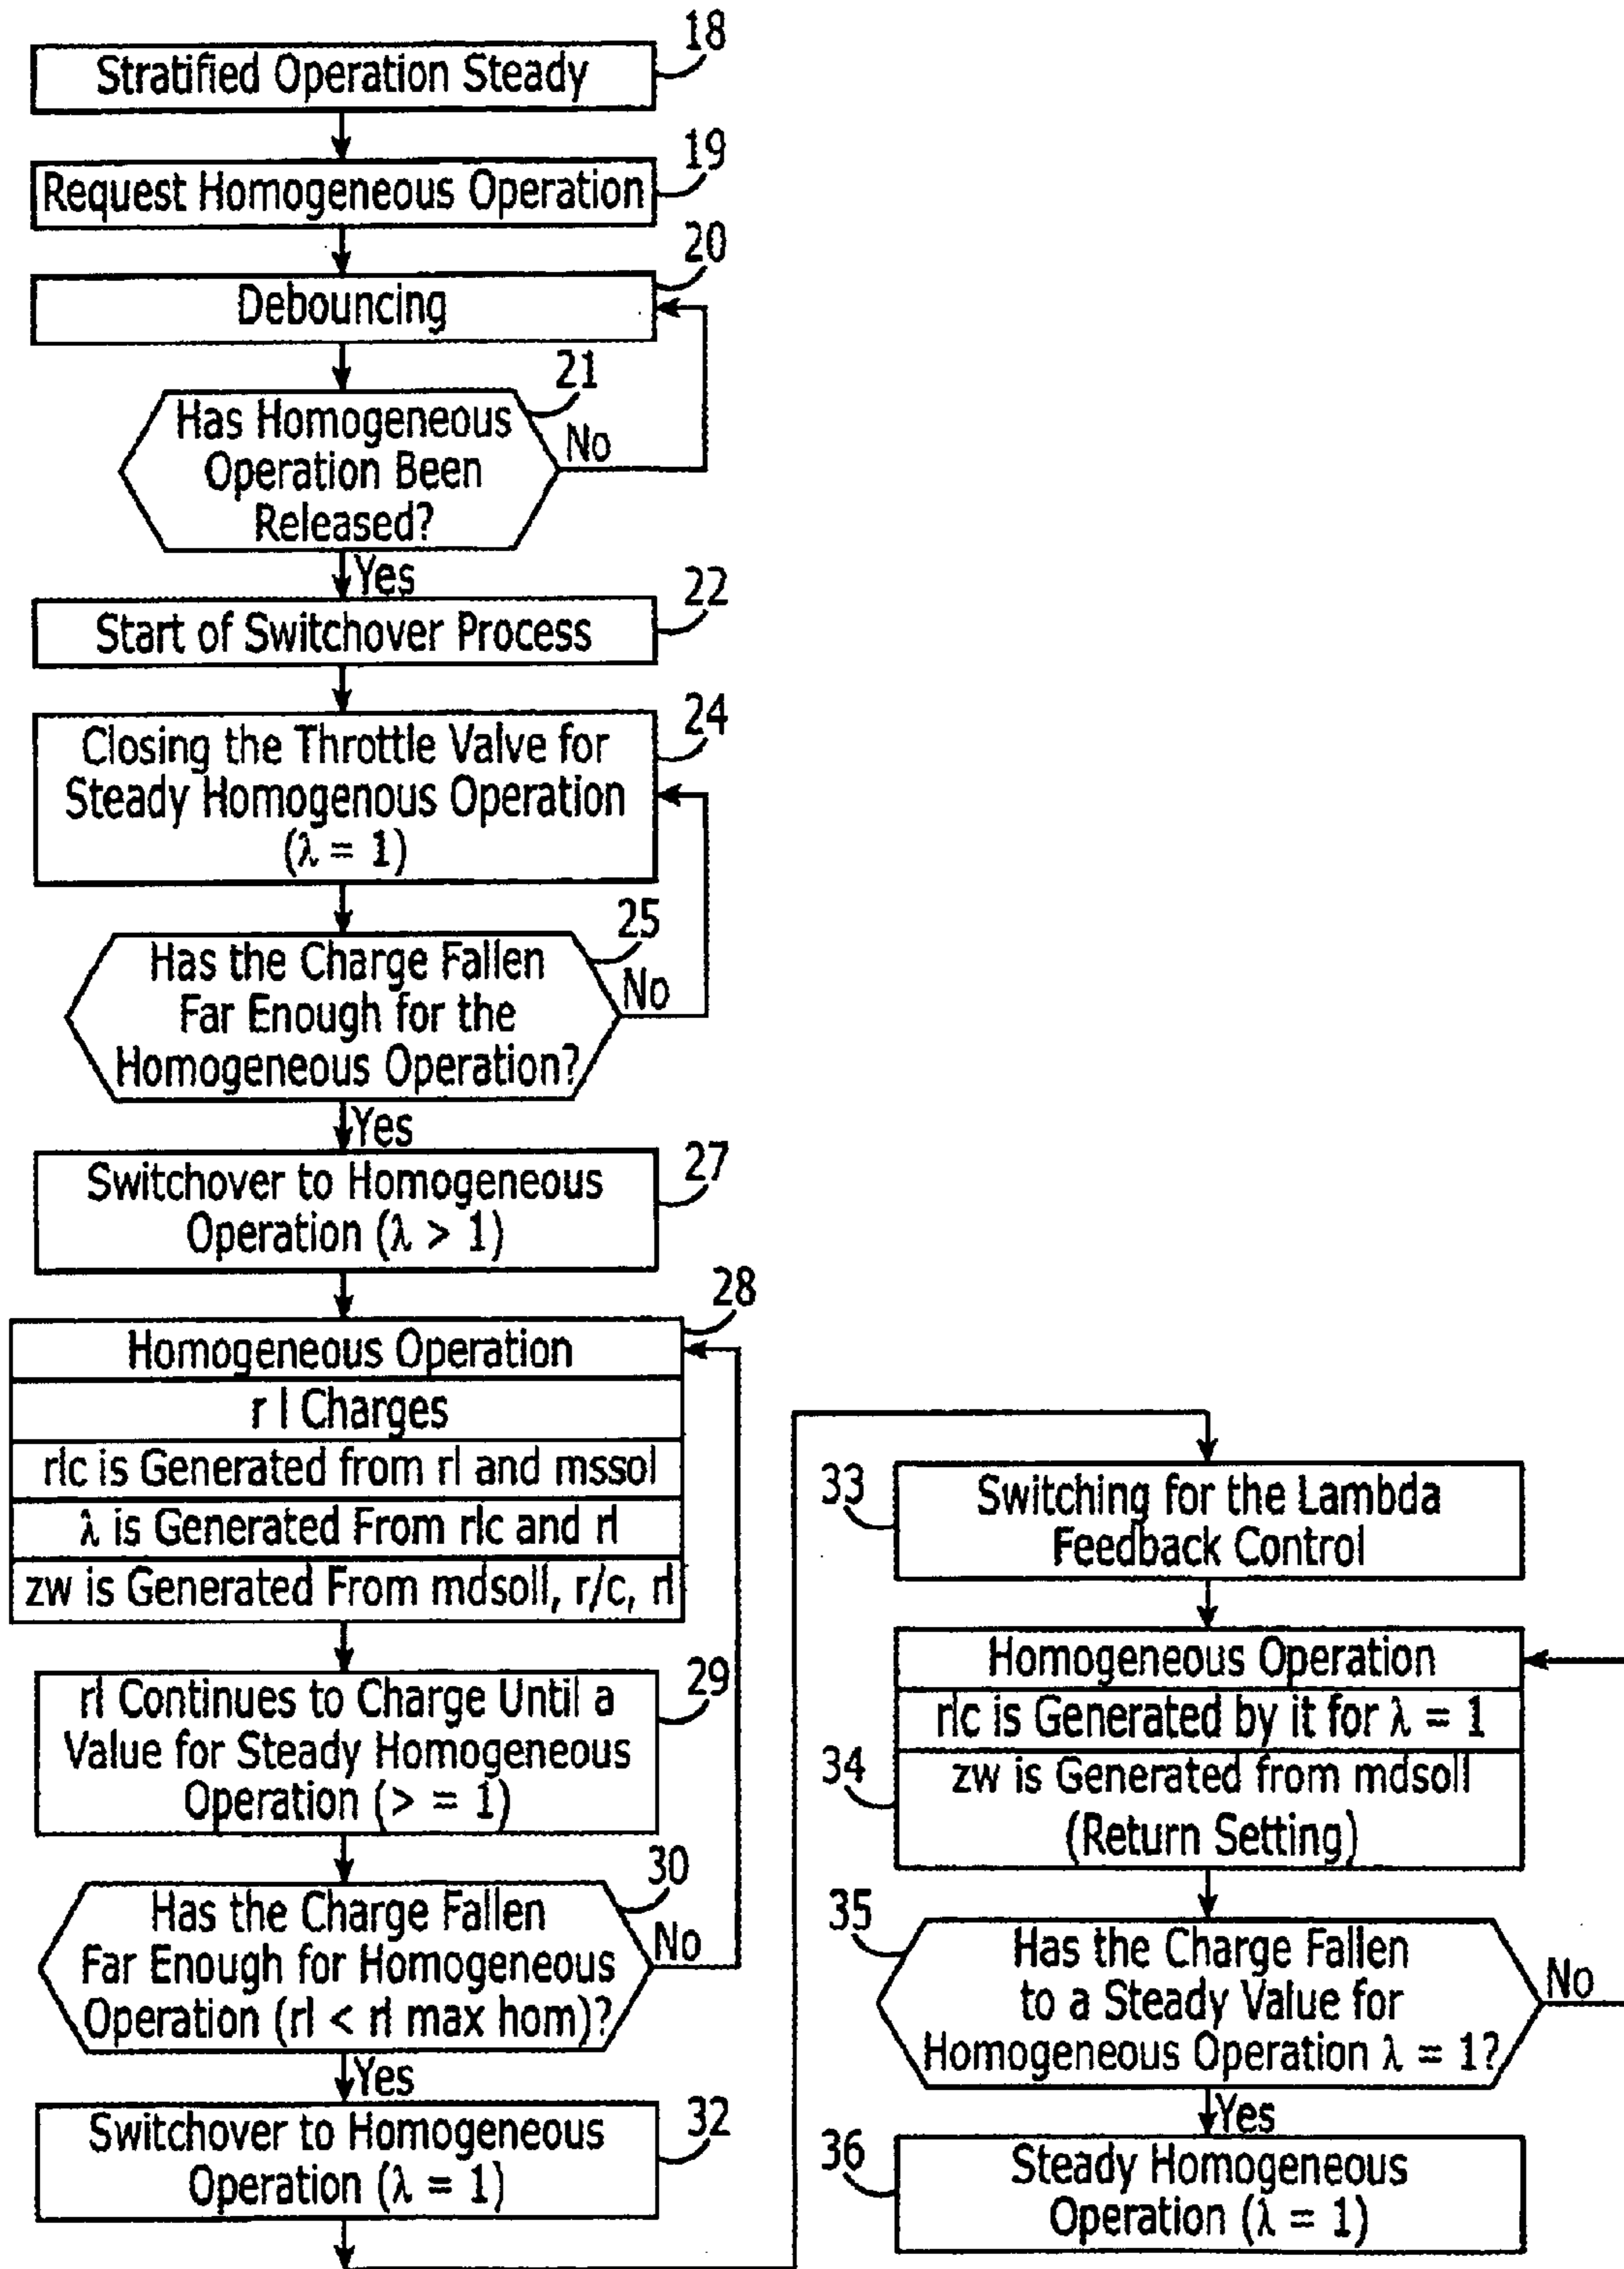 18
Stratified Operation Steady
19
Request Homogeneous Operation
20
Debouncing
21
Has Homogeneous
Operation Been
Released?
No
Yes
22
Start of Switchover Process
24
Closing the Throttle Valve for
Steady Homogenous Operation
(λ = 1)
25
Has the Charge Fallen
Far Enough for the
Homogeneous Operation?
No
Yes
27
Switchover to Homogeneous
Operation (λ > 1)
28
Homogeneous Operation
r l Charges
rlc is Generated from rl and mssol
λ is Generated From rlc and rl
zw is Generated From mdsoll, r/c, rl
29
rl Continues to Charge Until a
Value for Steady Homogeneous
Operation (> = 1)
30
Has the Charge Fallen
Far Enough for Homogeneous
Operation (rl < rl max hom)?
No
Yes
32
Switchover to Homogeneous
Operation (λ = 1)
33
Switching for the Lambda
Feedback Control
Homogeneous Operation
rlc is Generated by it for λ = 1
34
zw is Generated from mdsoll
(Return Setting)
35
Has the Charge Fallen
to a Steady Value for
Homogeneous Operation λ = 1?
No
Yes
36
Steady Homogeneous
Operation (λ = 1)